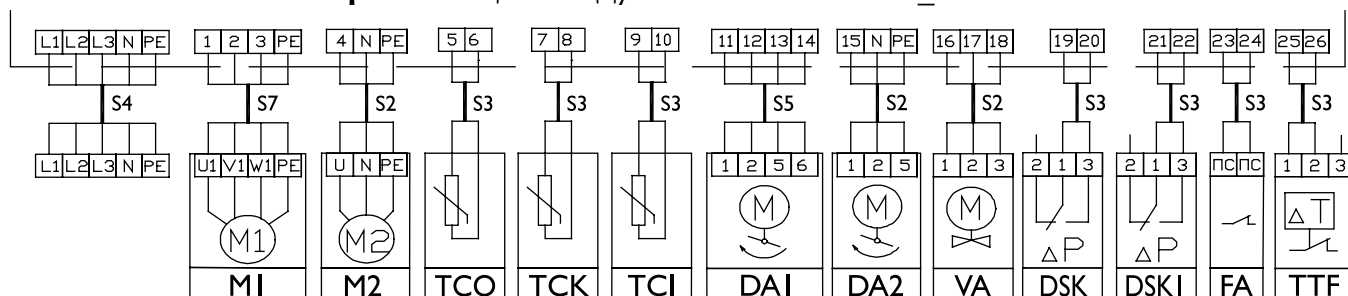 L1 L2 L3 N PE 1 2 3 PE 4 N PE 5 6 7 8 9 10 11 12 13 14 15 N PE 16 17 18 19 20 21 22 23 24 25 26
S4 S7 S2 S3 S3 S3 S5 S2 S2 S3 S3 S3 S3
L1 L2 L3 N PE U1 V1 W1 PE U N PE 1 2 5 6 1 2 5 1 2 3 2 1 3 2 1 3 ПС ПС 1 2 3
M1 M2 M M M ΔP ΔP ΔT
M1 M2 TCO TCK TCI DA1 DA2 VA DSK DSK1 FA TTF